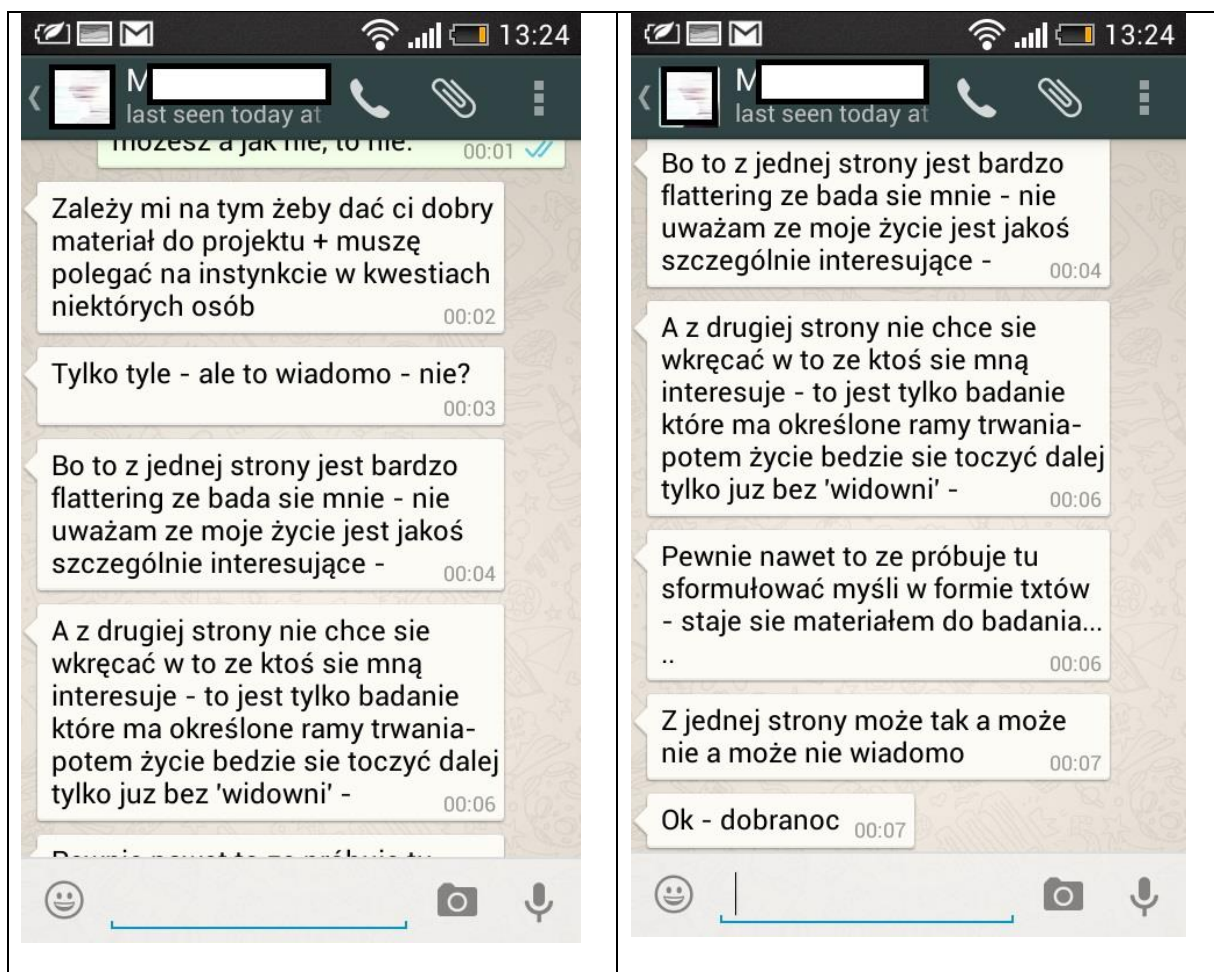 13:24
M
last seen today at
możesz a jak nie, to nie.
00:01
Zależy mi na tym żeby dać ci dobry
materiał do projektu + muszę
polegać na instynkcie w kwestiach
niektórych osób
00:02
Tylko tyle - ale to wiadomo - nie?
00:03
Bo to z jednej strony jest bardzo
flattering ze bada sie mnie - nie
uważam ze moje życie jest jakoś
szczególnie interesujące -
00:04
A z drugiej strony nie chce sie
wkręcać w to ze ktoś sie mną
interesuje - to jest tylko badanie
które ma określone ramy trwania-
potem życie bedzie sie toczyć dalej
tylko juz bez 'widowni' -
00:06
13:24
M
last seen today at
Bo to z jednej strony jest bardzo
flattering ze bada sie mnie - nie
uważam ze moje życie jest jakoś
szczególnie interesujące -
00:04
A z drugiej strony nie chce sie
wkręcać w to ze ktoś sie mną
interesuje - to jest tylko badanie
które ma określone ramy trwania-
potem życie bedzie sie toczyć dalej
tylko juz bez 'widowni' -
00:06
Pewnie nawet to ze próbuje tu
sformułować myśli w formie txtów
- staje sie materiałem do badania...
..
00:06
Z jednej strony może tak a może
nie a może nie wiadomo
00:07
Ok - dobranoc
00:07